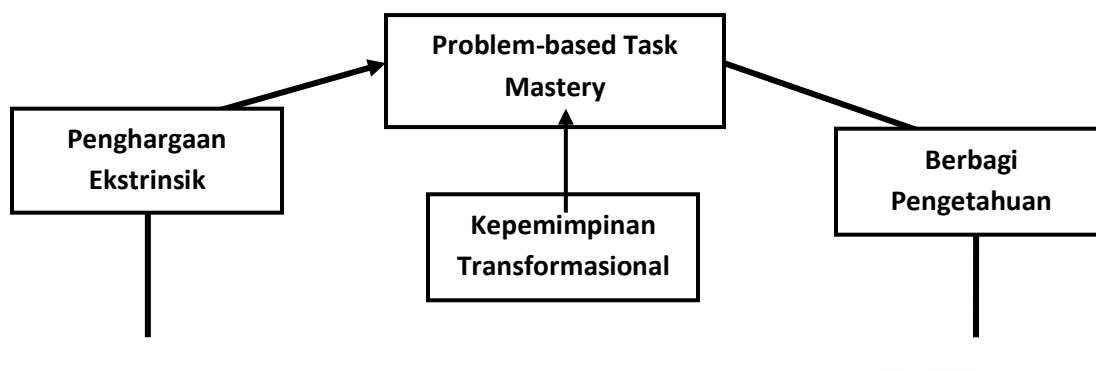 Problem-based Task
Mastery
Penghargaan
Ekstrinsik
Berbagi
Pengetahuan
Kepemimpinan
Transformasional